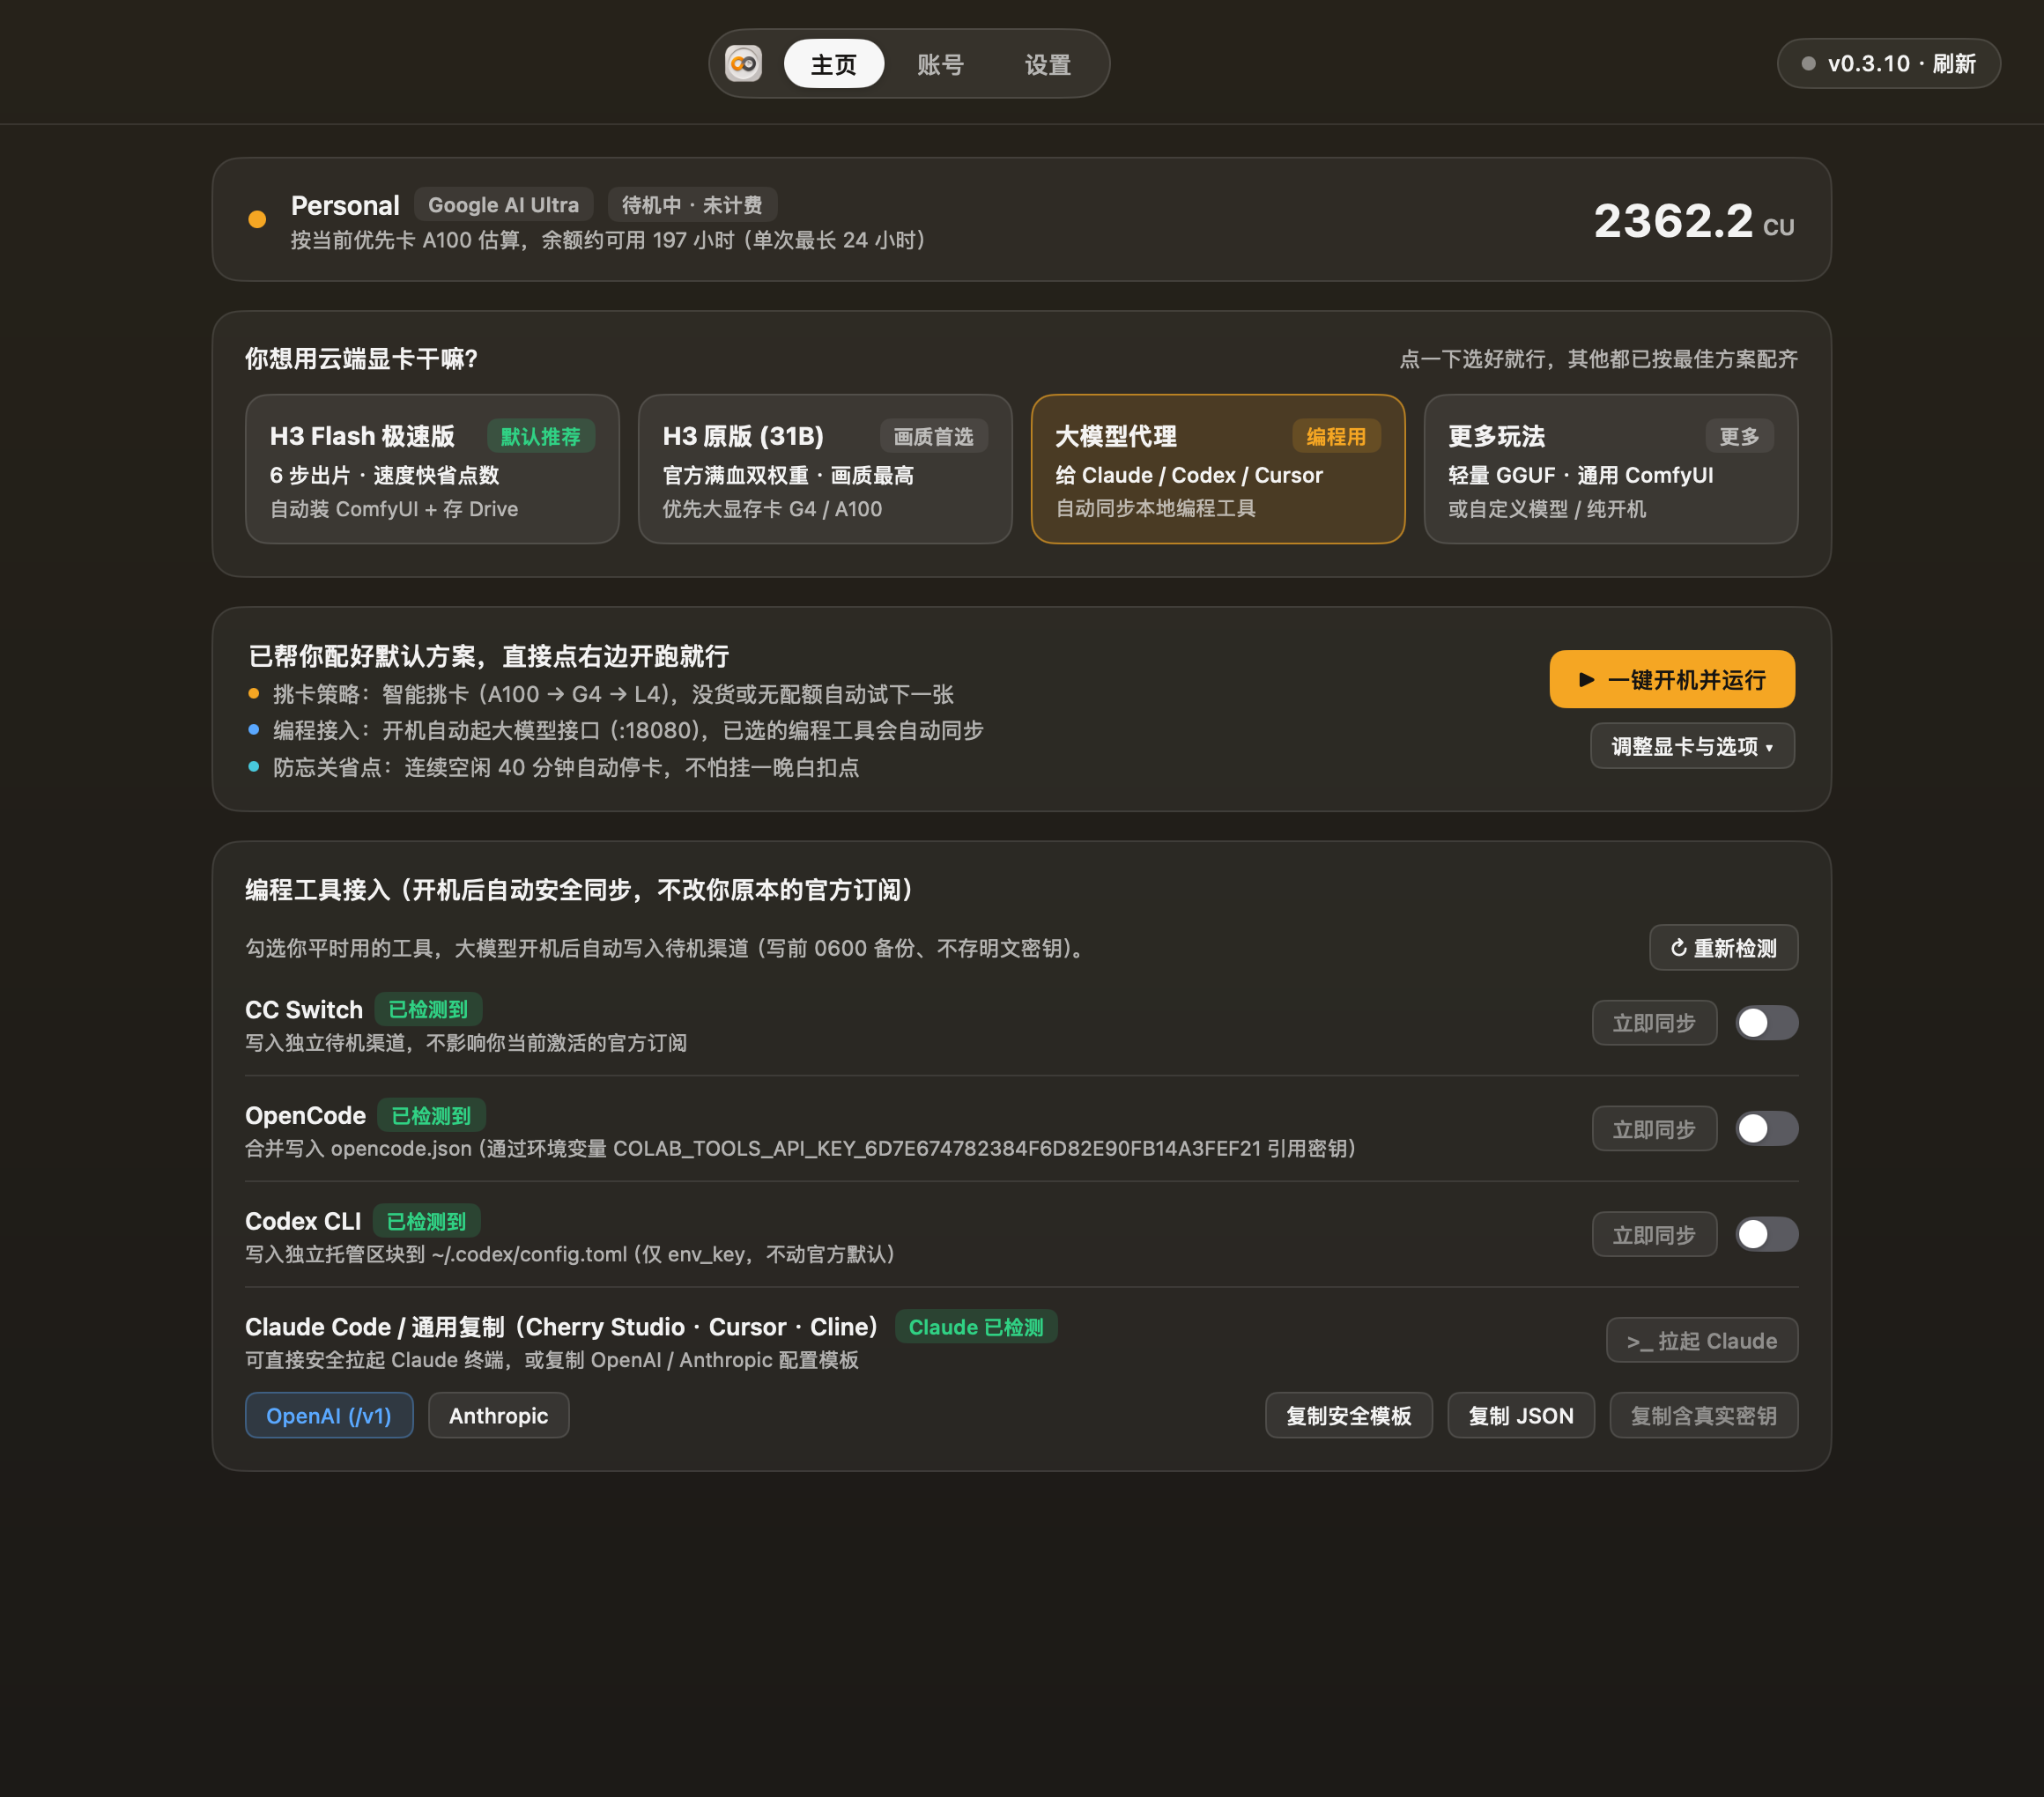 主页 账号 设置
v0.3.10 · 刷新
Personal Google AI Ultra 待机中 · 未计费
按当前优先卡 A100 估算，余额约可用 197 小时（单次最长 24 小时）
2362.2 CU
你想用云端显卡干嘛？
点一下选好就行，其他都已按最佳方案配齐
H3 Flash 极速版 默认推荐
6 步出片 · 速度快省点数
自动装 ComfyUI + 存 Drive
H3 原版 (31B) 画质首选
官方满血双权重 · 画质最高
优先大显存卡 G4 / A100
大模型代理 编程用
给 Claude / Codex / Cursor
自动同步本地编程工具
更多玩法 更多
轻量 GGUF · 通用 ComfyUI
或自定义模型 / 纯开机
已帮你配好默认方案，直接点右边开跑就行
挑卡策略：智能挑卡（A100 → G4 → L4），没货或无配额自动试下一张
编程接入：开机自动起大模型接口 (:18080)，已选的编程工具会自动同步
防忘关省点：连续空闲 40 分钟自动停卡，不怕挂一晚白扣点
▶ 一键开机并运行
调整显卡与选项 ▾
编程工具接入（开机后自动安全同步，不改你原本的官方订阅）
勾选你平时用的工具，大模型开机后自动写入待机渠道（写前 0600 备份、不存明文密钥）。
↻ 重新检测
CC Switch 已检测到
写入独立待机渠道，不影响你当前激活的官方订阅
立即同步
OpenCode 已检测到
合并写入 opencode.json (通过环境变量 COLAB_TOOLS_API_KEY_6D7E674782384F6D82E90FB14A3FEF21 引用密钥)
立即同步
Codex CLI 已检测到
写入独立托管区块到 ~/.codex/config.toml (仅 env_key，不动官方默认)
立即同步
Claude Code / 通用复制（Cherry Studio · Cursor · Cline） Claude 已检测
可直接安全拉起 Claude 终端，或复制 OpenAI / Anthropic 配置模板
>_ 拉起 Claude
OpenAI (/v1) Anthropic
复制安全模板 复制 JSON 复制含真实密钥